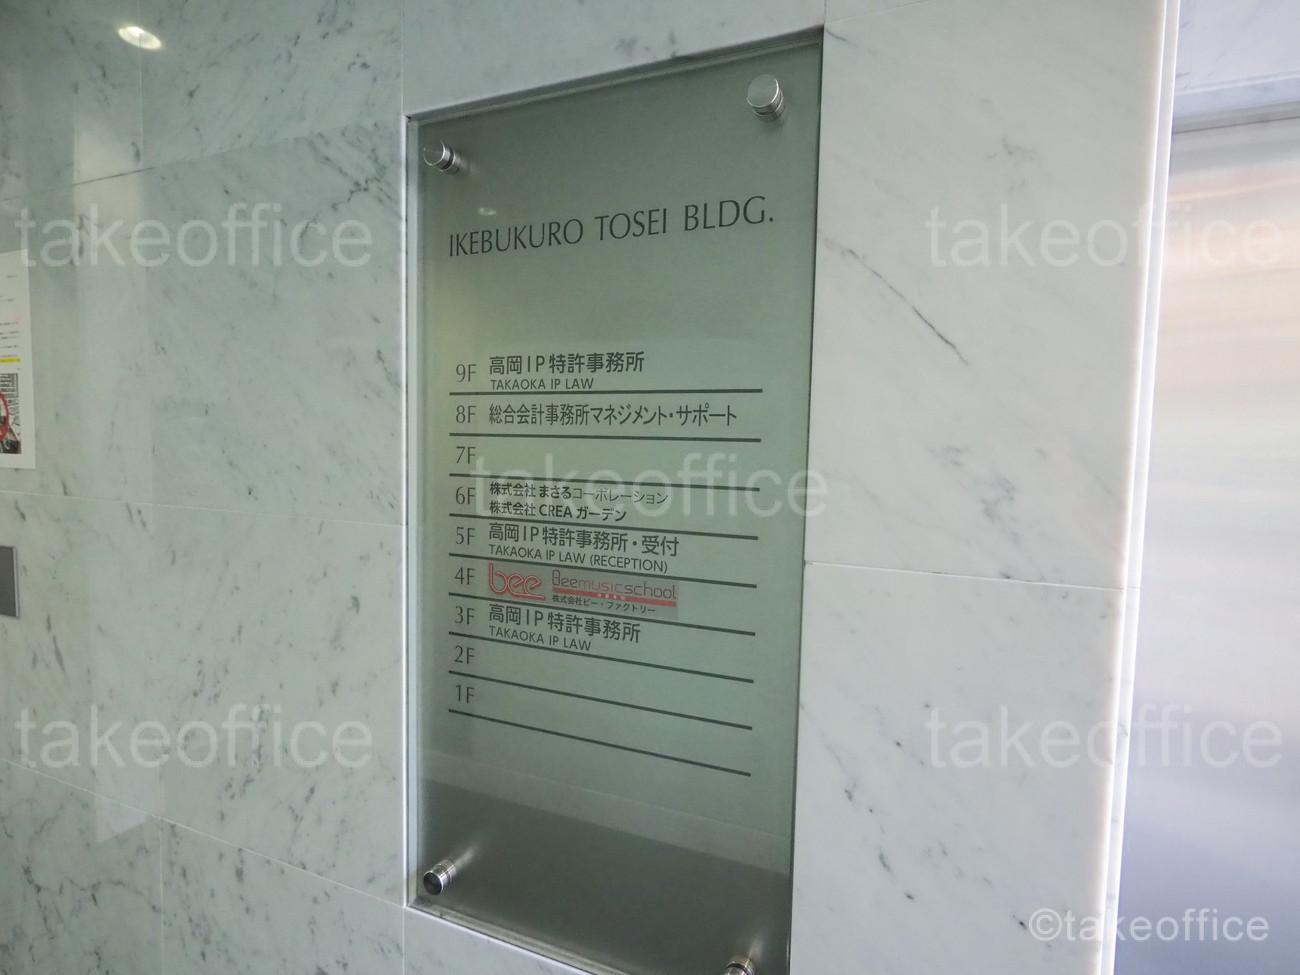 IKEBUKURO TOSEI BLDG.
9F 高岡IP特許事務所
TAKAOKA IP LAW
8F 総合会計事務所マネジメント・サポート
7F
6F 株式会社 まさるコーポレーション
株式会社 CREA ガーデン
5F 高岡IP特許事務所・受付
TAKAOKA IP LAW (RECEPTION)
4F bee Beemusicschool
株式会社ビー・ファクトリー
3F 高岡IP特許事務所
TAKAOKA IP LAW
2F
1F
takeoffice
takeoffice
takeoffice
takeoffice
takeoffice
©takeoffice